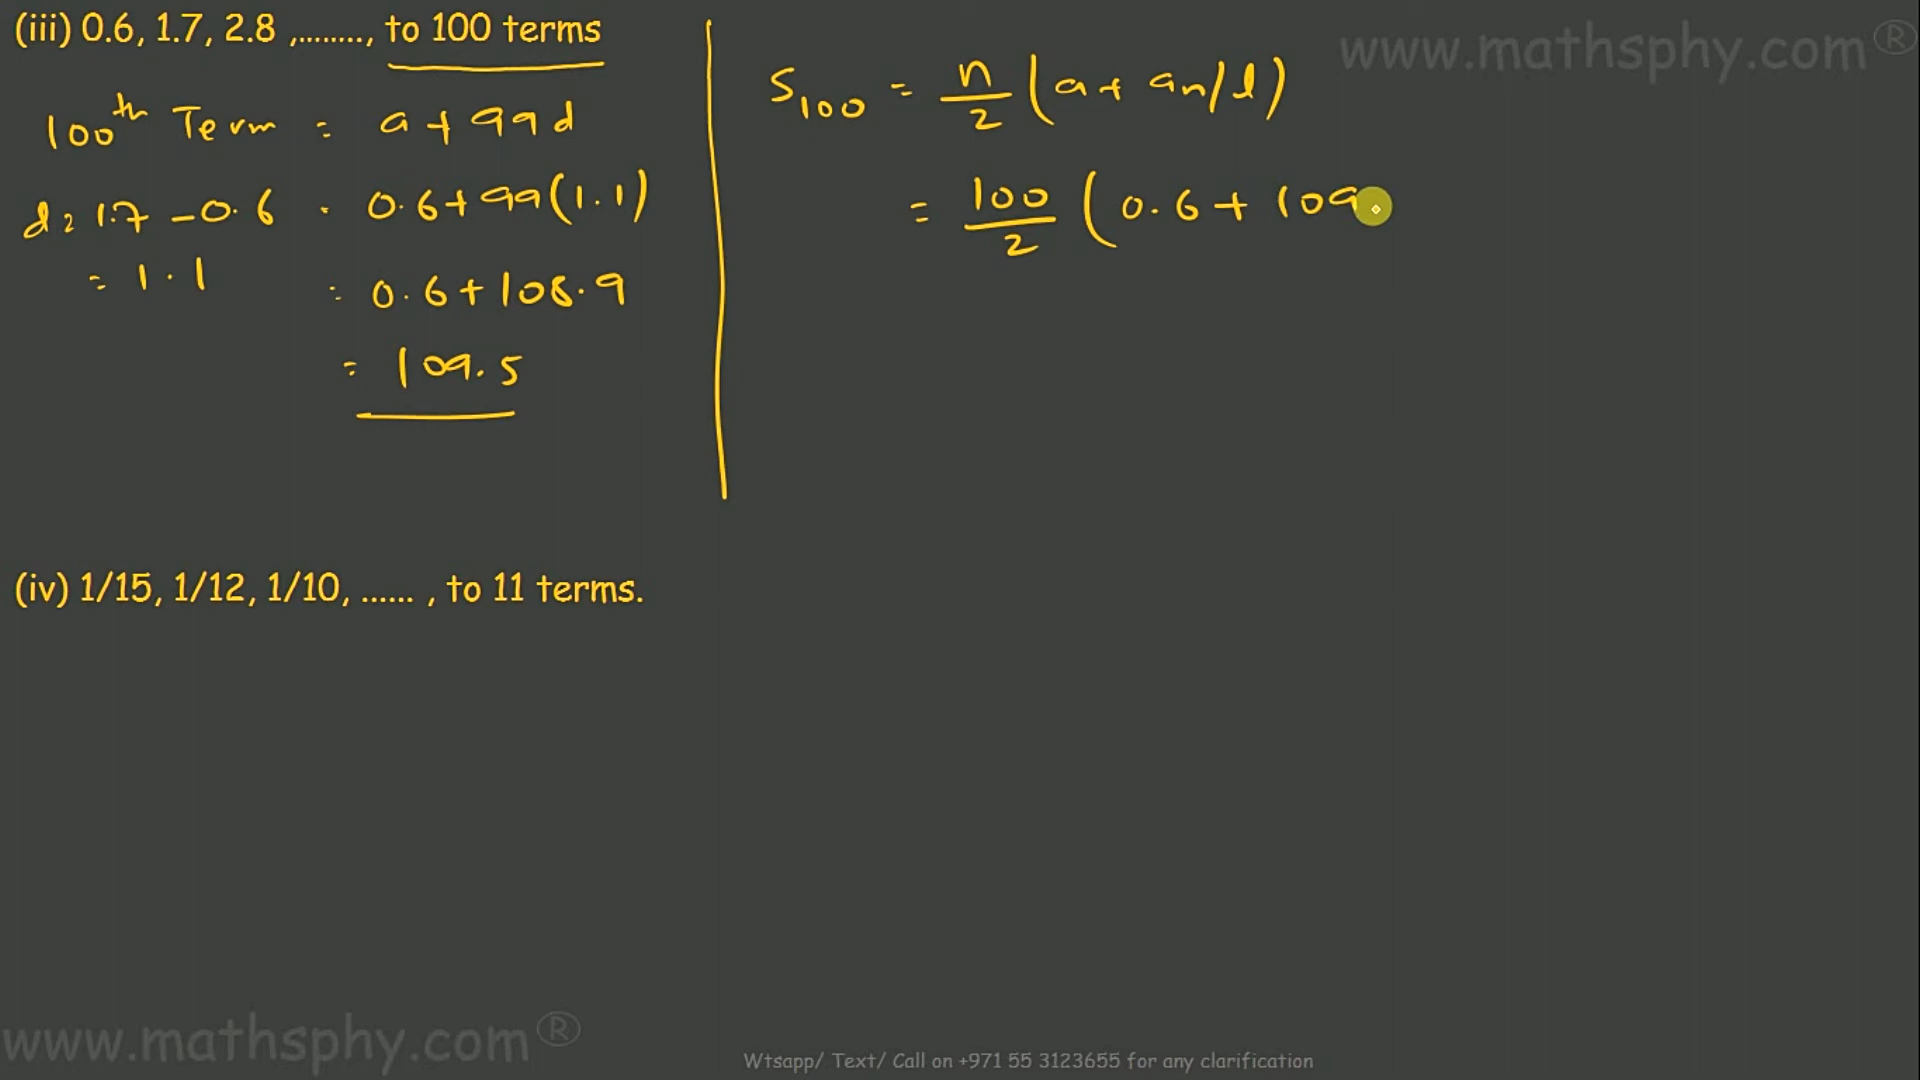 (iii) 0.6, 1.7, 2.8 ,........, to 100 terms
100th Term = a + 99d
d = 1.7 - 0.6 = 0.6 + 99(1.1)
= 1.1
= 0.6 + 108.9
= 109.5
www.mathsphy.com®
S100 = n/2 (a + an/l)
= 100/2 (0.6 + 109.
(iv) 1/15, 1/12, 1/10, ...... , to 11 terms.
www.mathsphy.com®
Wtsapp/ Text/ Call on +971 55 3123655 for any clarification